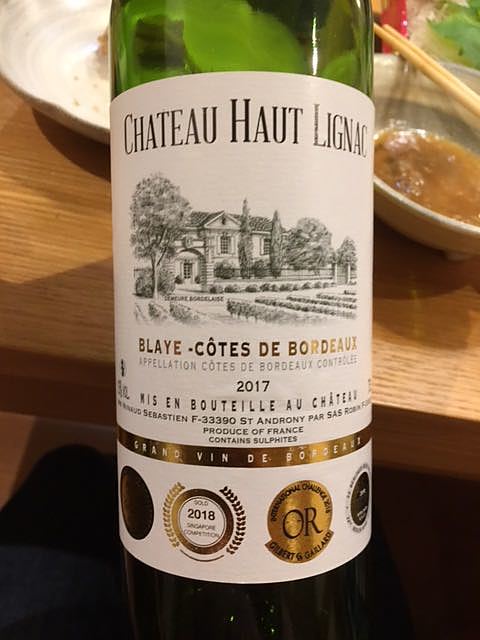 CHATEAU HAUT LIGNAC
DEMEURE BORDELAISE
BLAYE - CÔTES DE BORDEAUX
APPELLATION CÔTES DE BORDEAUX CONTRÔLÉE
2017
MIS EN BOUTEILLE AU CHÂTEAU
SEBASTIEN F-33390 ST ANDRONY PAR SAS ROBIN
PRODUCE OF FRANCE
CONTAINS SULPHITES
GRAND VIN DE BORDEAUX
GOLD
2018
SINGAPORE
COMPETITION
INTERNATIONAL CHALLENGE 2018
OR
GILBERT & GAILLARD